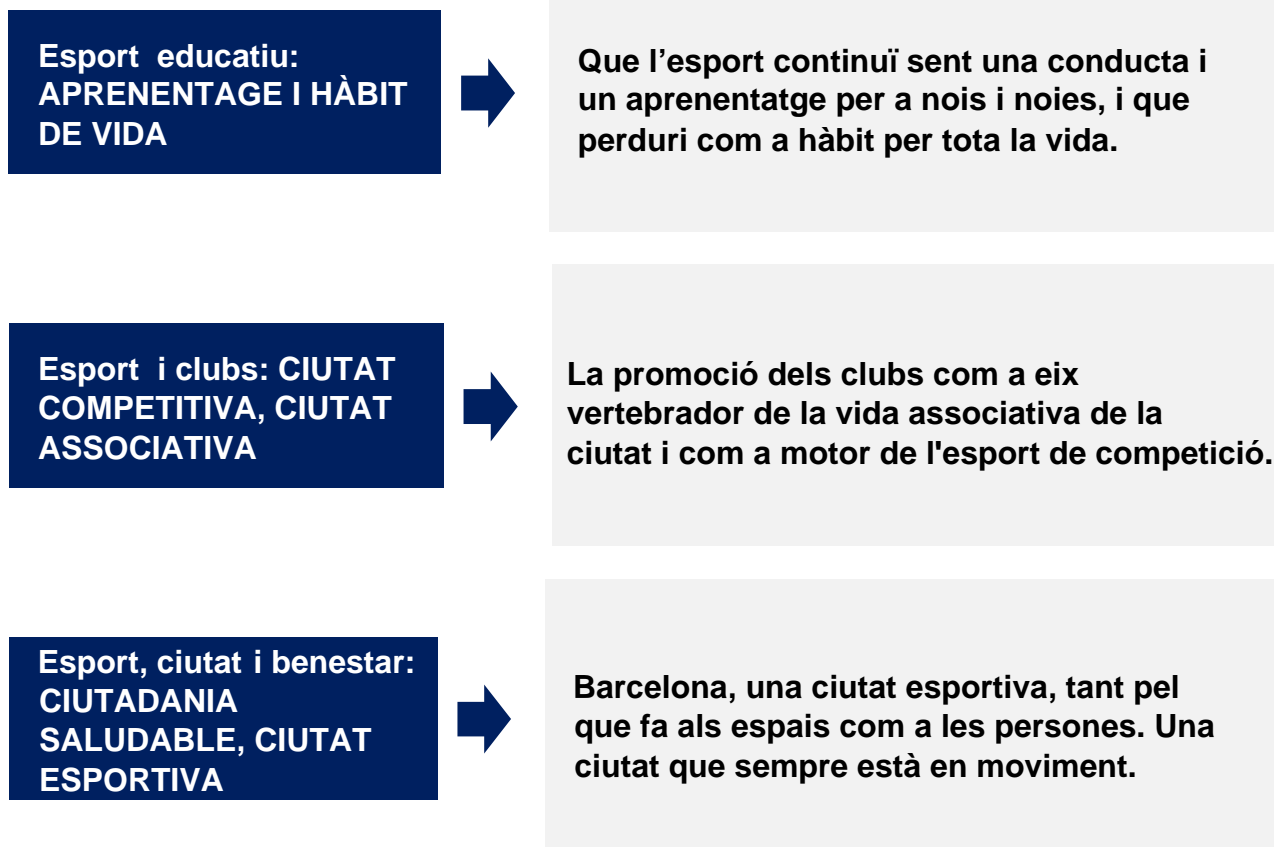 Esport educatiu:
APRENENTAGE I HÀBIT
DE VIDA
Que l’esport continuï sent una conducta i
un aprenentatge per a nois i noies, i que
perduri com a hàbit per tota la vida.
Esport i clubs: CIUTAT
COMPETITIVA, CIUTAT
ASSOCIATIVA
La promoció dels clubs com a eix
vertebrador de la vida associativa de la
ciutat i com a motor de l'esport de competició.
Esport, ciutat i benestar:
CIUTADANIA
SALUDABLE, CIUTAT
ESPORTIVA
Barcelona, una ciutat esportiva, tant pel
que fa als espais com a les persones. Una
ciutat que sempre està en moviment.